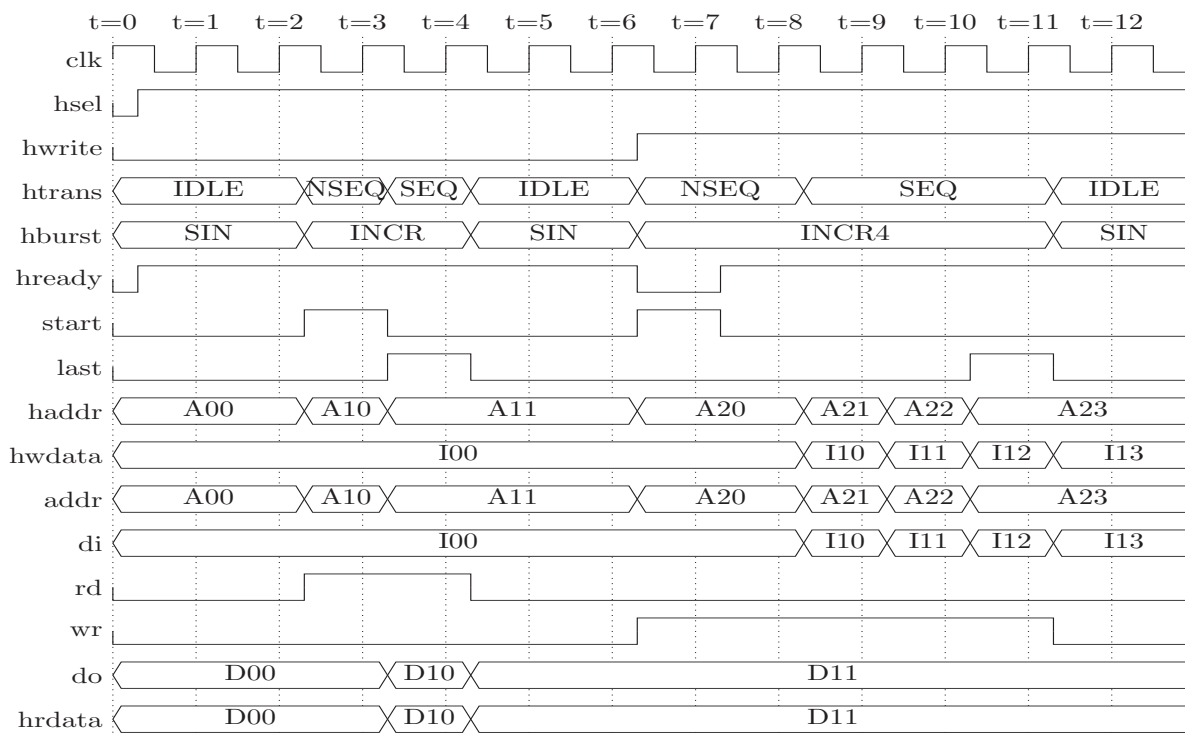 t=0 t=1 t=2 t=3 t=4 t=5 t=6 t=7 t=8 t=9 t=10 t=11 t=12
clk
hsel
hwrite
htrans IDLE NSEQ SEQ IDLE NSEQ SEQ IDLE
hburst SIN INCR SIN INCR4 SIN
hready
start
last
haddr A00 A10 A11 A20 A21 A22 A23
hwdata I00 I10 I11 I12 I13
addr A00 A10 A11 A20 A21 A22 A23
di I00 I10 I11 I12 I13
rd
wr
do D00 D10 D11
hrdata D00 D10 D11